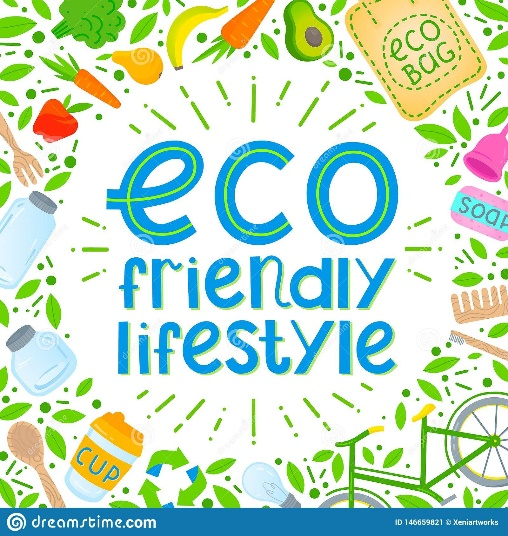 eco
BAG
eco
friendly
lifestyle
SOAP
CUP
dreamstime.com
ID 146659821 © Xeniartworks